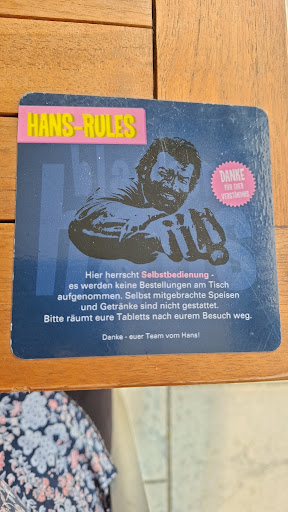 HANS-RULES
DANKE
FÜR EUER
VERSTÄNDNIS
Hier herrscht Selbstbedienung -
es werden keine Bestellungen am Tisch
aufgenommen. Selbst mitgebrachte Speisen
und Getränke sind nicht gestattet.
Bitte räumt eure Tabletts nach eurem Besuch weg.
Danke - euer Team vom Hans!